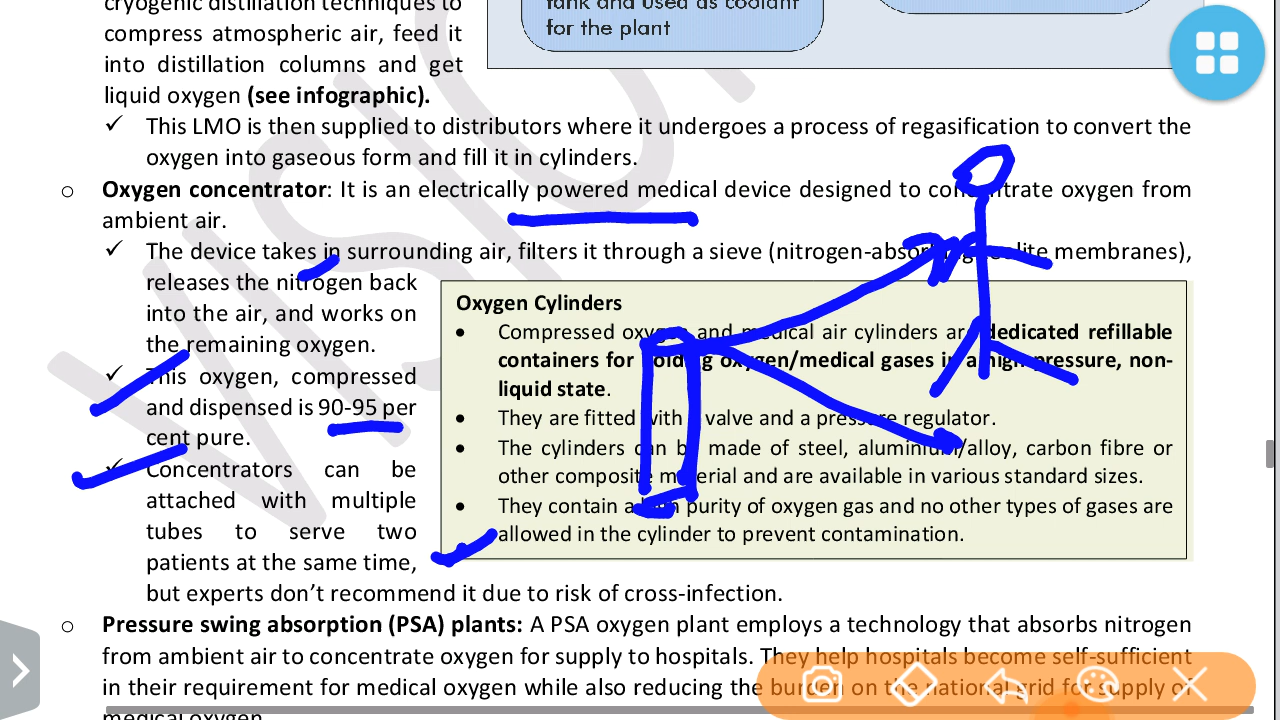 cryogenic distillation techniques to
compress atmospheric air, feed it
into distillation columns and get
liquid oxygen (see infographic).
tank and used as coolant
for the plant
✓ This LMO is then supplied to distributors where it undergoes a process of regasification to convert the
oxygen into gaseous form and fill it in cylinders.
o Oxygen concentrator: It is an electrically powered medical device designed to concentrate oxygen from
ambient air.
✓ The device takes in surrounding air, filters it through a sieve (nitrogen-absorbing zeolite membranes),
releases the nitrogen back
into the air, and works on
the remaining oxygen.
✓ This oxygen, compressed
and dispensed is 90-95 per
cent pure.
✓ Concentrators can be
attached with multiple
tubes to serve two
patients at the same time,
but experts don't recommend it due to risk of cross-infection.
Oxygen Cylinders
• Compressed oxygen and medical air cylinders are dedicated refillable
containers for holding oxygen/medical gases in a high-pressure, non-
liquid state.
• They are fitted with a valve and a pressure regulator.
• The cylinders can be made of steel, aluminium/alloy, carbon fibre or
other composite material and are available in various standard sizes.
• They contain a high purity of oxygen gas and no other types of gases are
allowed in the cylinder to prevent contamination.
o Pressure swing absorption (PSA) plants: A PSA oxygen plant employs a technology that absorbs nitrogen
from ambient air to concentrate oxygen for supply to hospitals. They help hospitals become self-sufficient
in their requirement for medical oxygen while also reducing the burden on the national grid for supply of
medical oxygen.